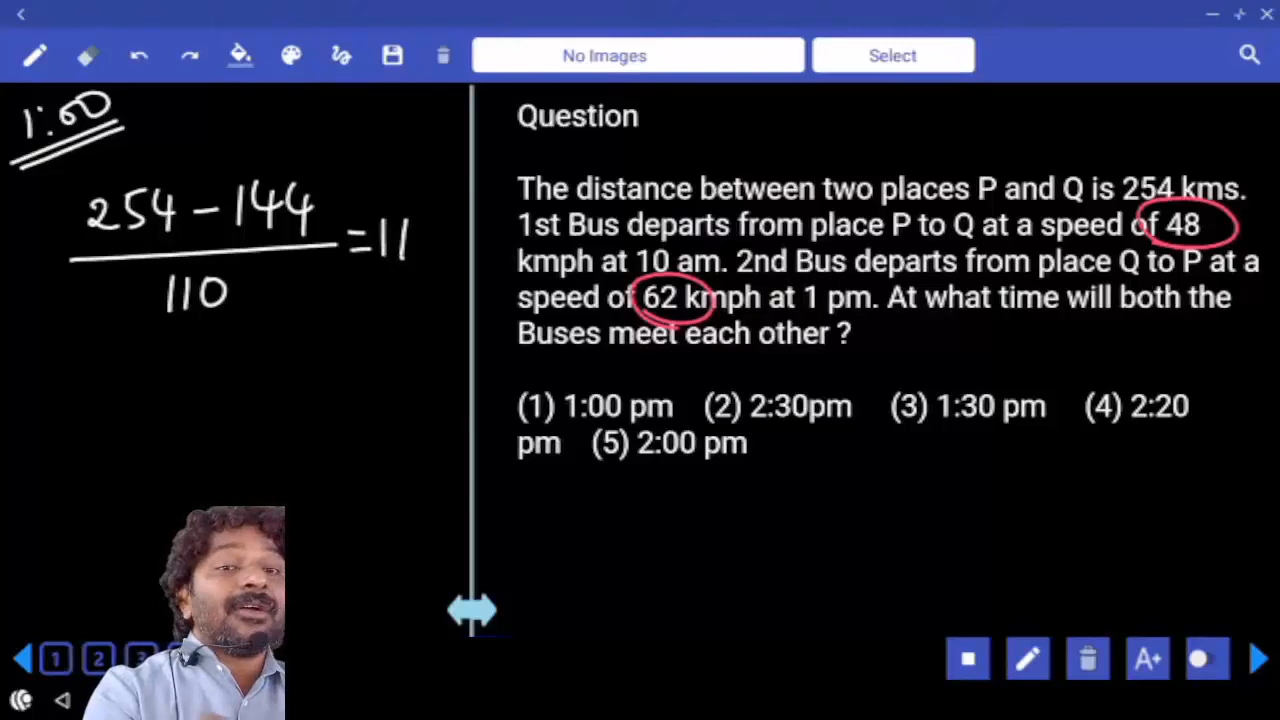 No Images
Select
1:00
254 - 144
110
= 11
Question
The distance between two places P and Q is 254 kms.
1st Bus departs from place P to Q at a speed of 48
kmph at 10 am. 2nd Bus departs from place Q to P at a
speed of 62 kmph at 1 pm. At what time will both the
Buses meet each other ?
(1) 1:00 pm (2) 2:30pm (3) 1:30 pm (4) 2:20
pm (5) 2:00 pm
1 2 3
A+